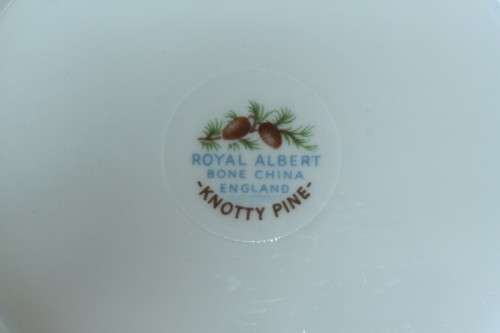 ROYAL ALBERT
BONE CHINA
ENGLAND
-KNOTTY PINE-